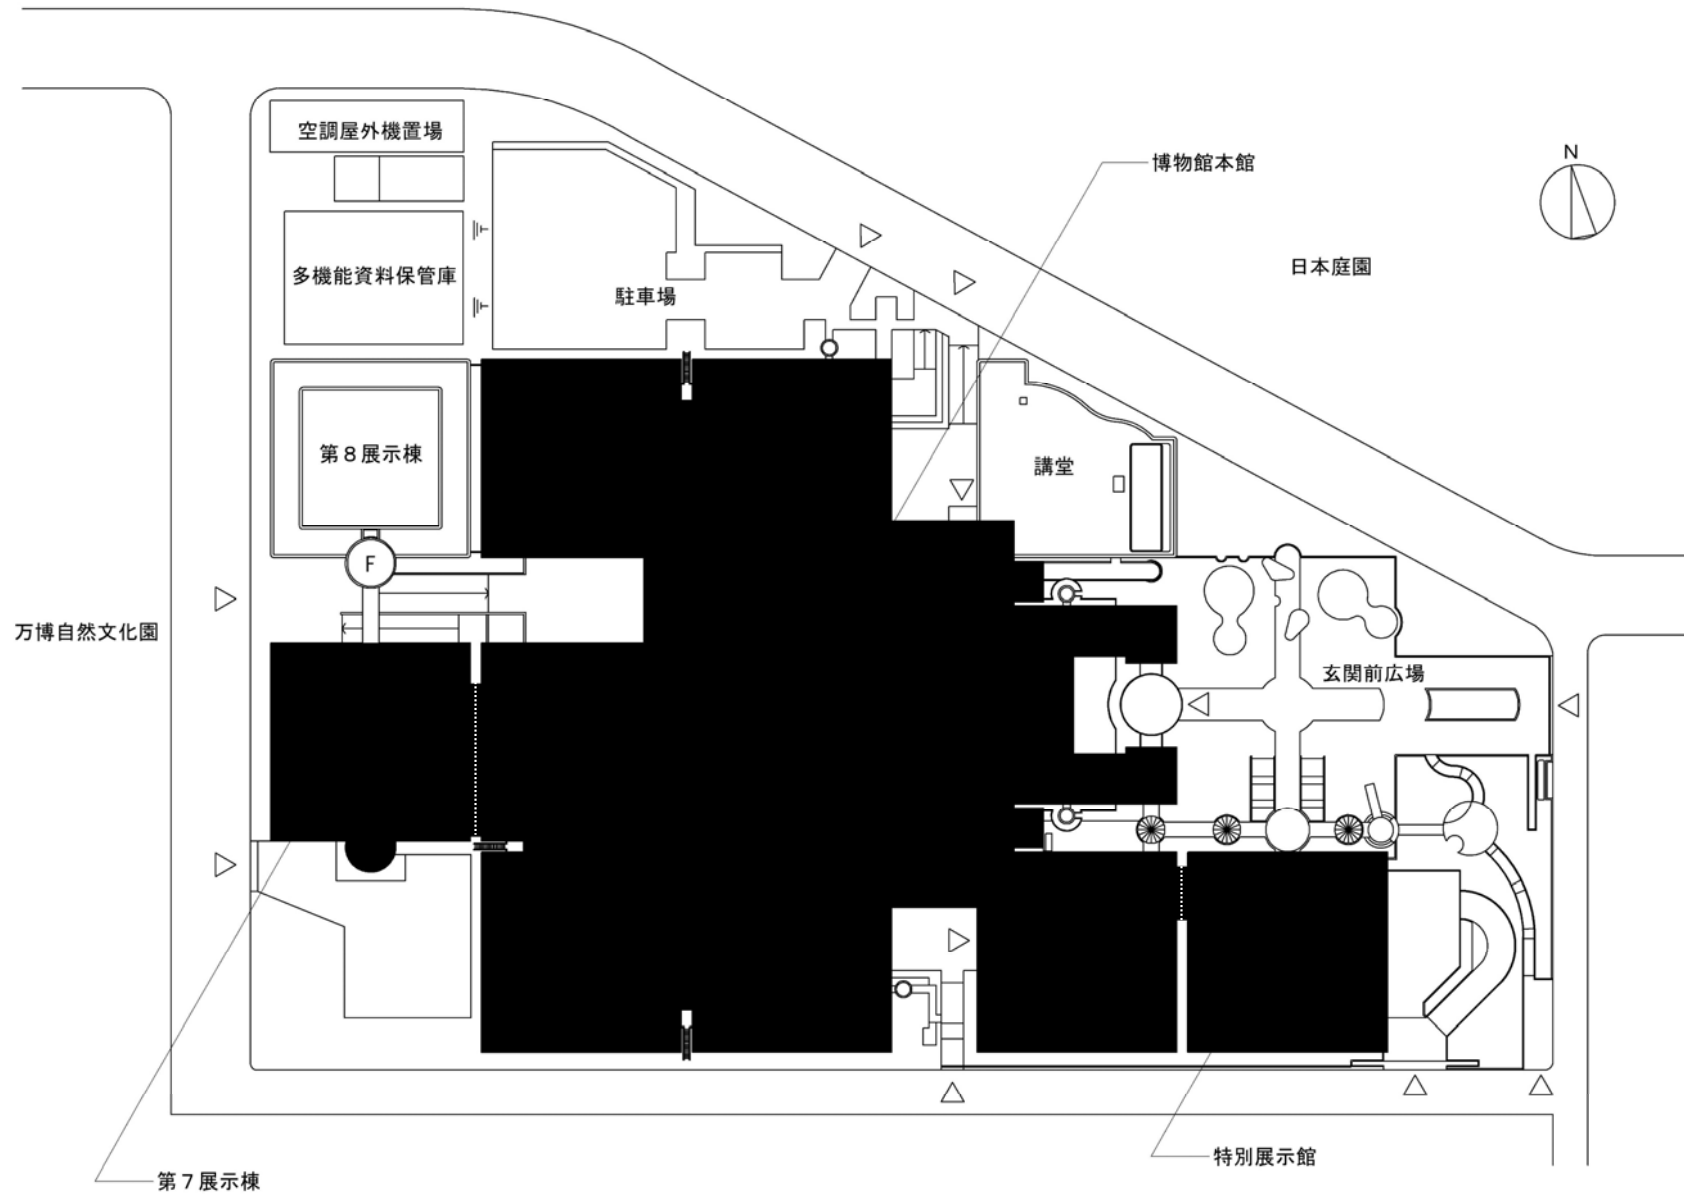 空調屋外機置場
N
博物館本館
日本庭園
多機能資料保管庫
駐車場
第8展示棟
講堂
F
万博自然文化園
玄関前広場
特別展示館
第7展示棟